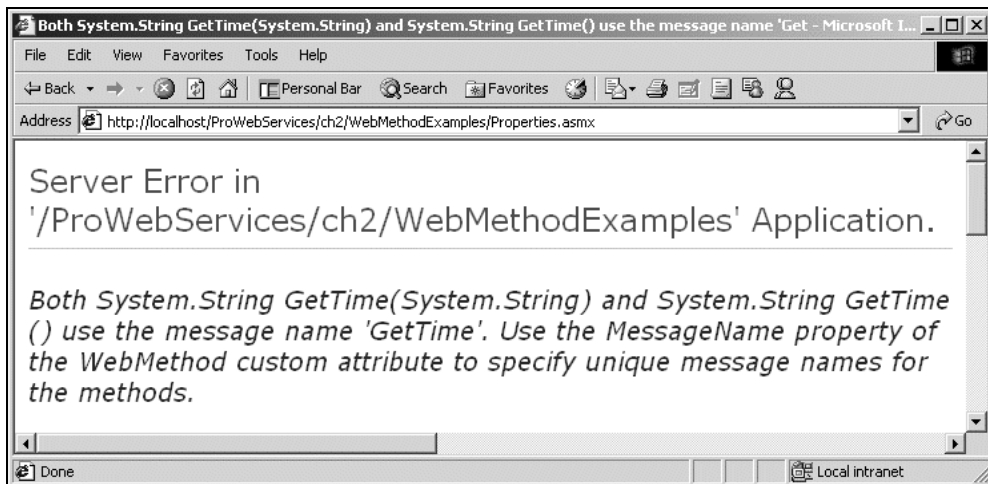 Both System.String GetTime(System.String) and System.String GetTime() use the message name 'Get - Microsoft I...
File Edit View Favorites Tools Help
Back Personal Bar Search Favorites
Address http://localhost/ProWebServices/ch2/WebMethodExamples/Properties.asmx Go
Server Error in
'/ProWebServices/ch2/WebMethodExamples' Application.
Both System.String GetTime(System.String) and System.String GetTime
() use the message name 'GetTime'. Use the MessageName property of
the WebMethod custom attribute to specify unique message names for
the methods.
Done Local intranet